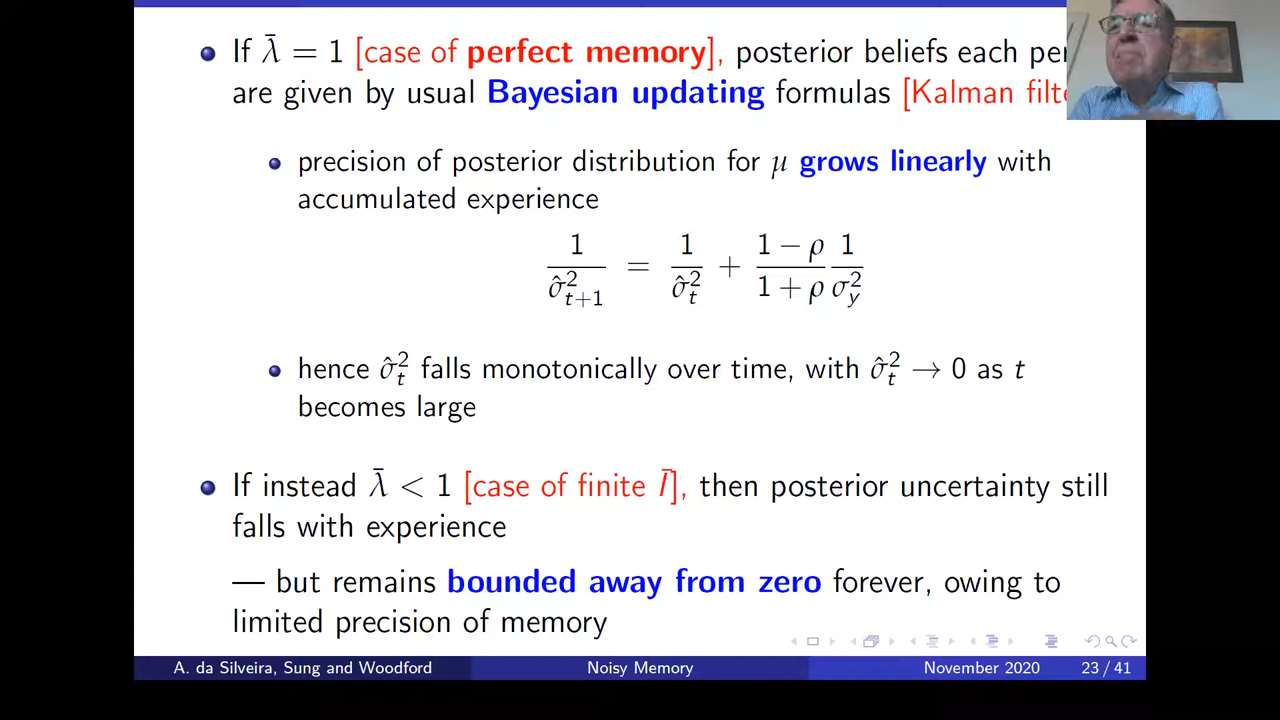 If λ̄ = 1 [case of perfect memory], posterior beliefs each
are given by usual Bayesian updating formulas [Kalman
precision of posterior distribution for μ grows linearly with
accumulated experience
1/σ̂²ₜ₊₁ = 1/σ̂²ₜ + (1 − ρ)/(1 + ρ) 1/σ²ᵧ
hence σ̂²ₜ falls monotonically over time, with σ̂²ₜ → 0 as t
becomes large
If instead λ̄ < 1 [case of finite Ī], then posterior uncertainty still
falls with experience
— but remains bounded away from zero forever, owing to
limited precision of memory
A. da Silveira, Sung and Woodford Noisy Memory November 2020 23 / 41